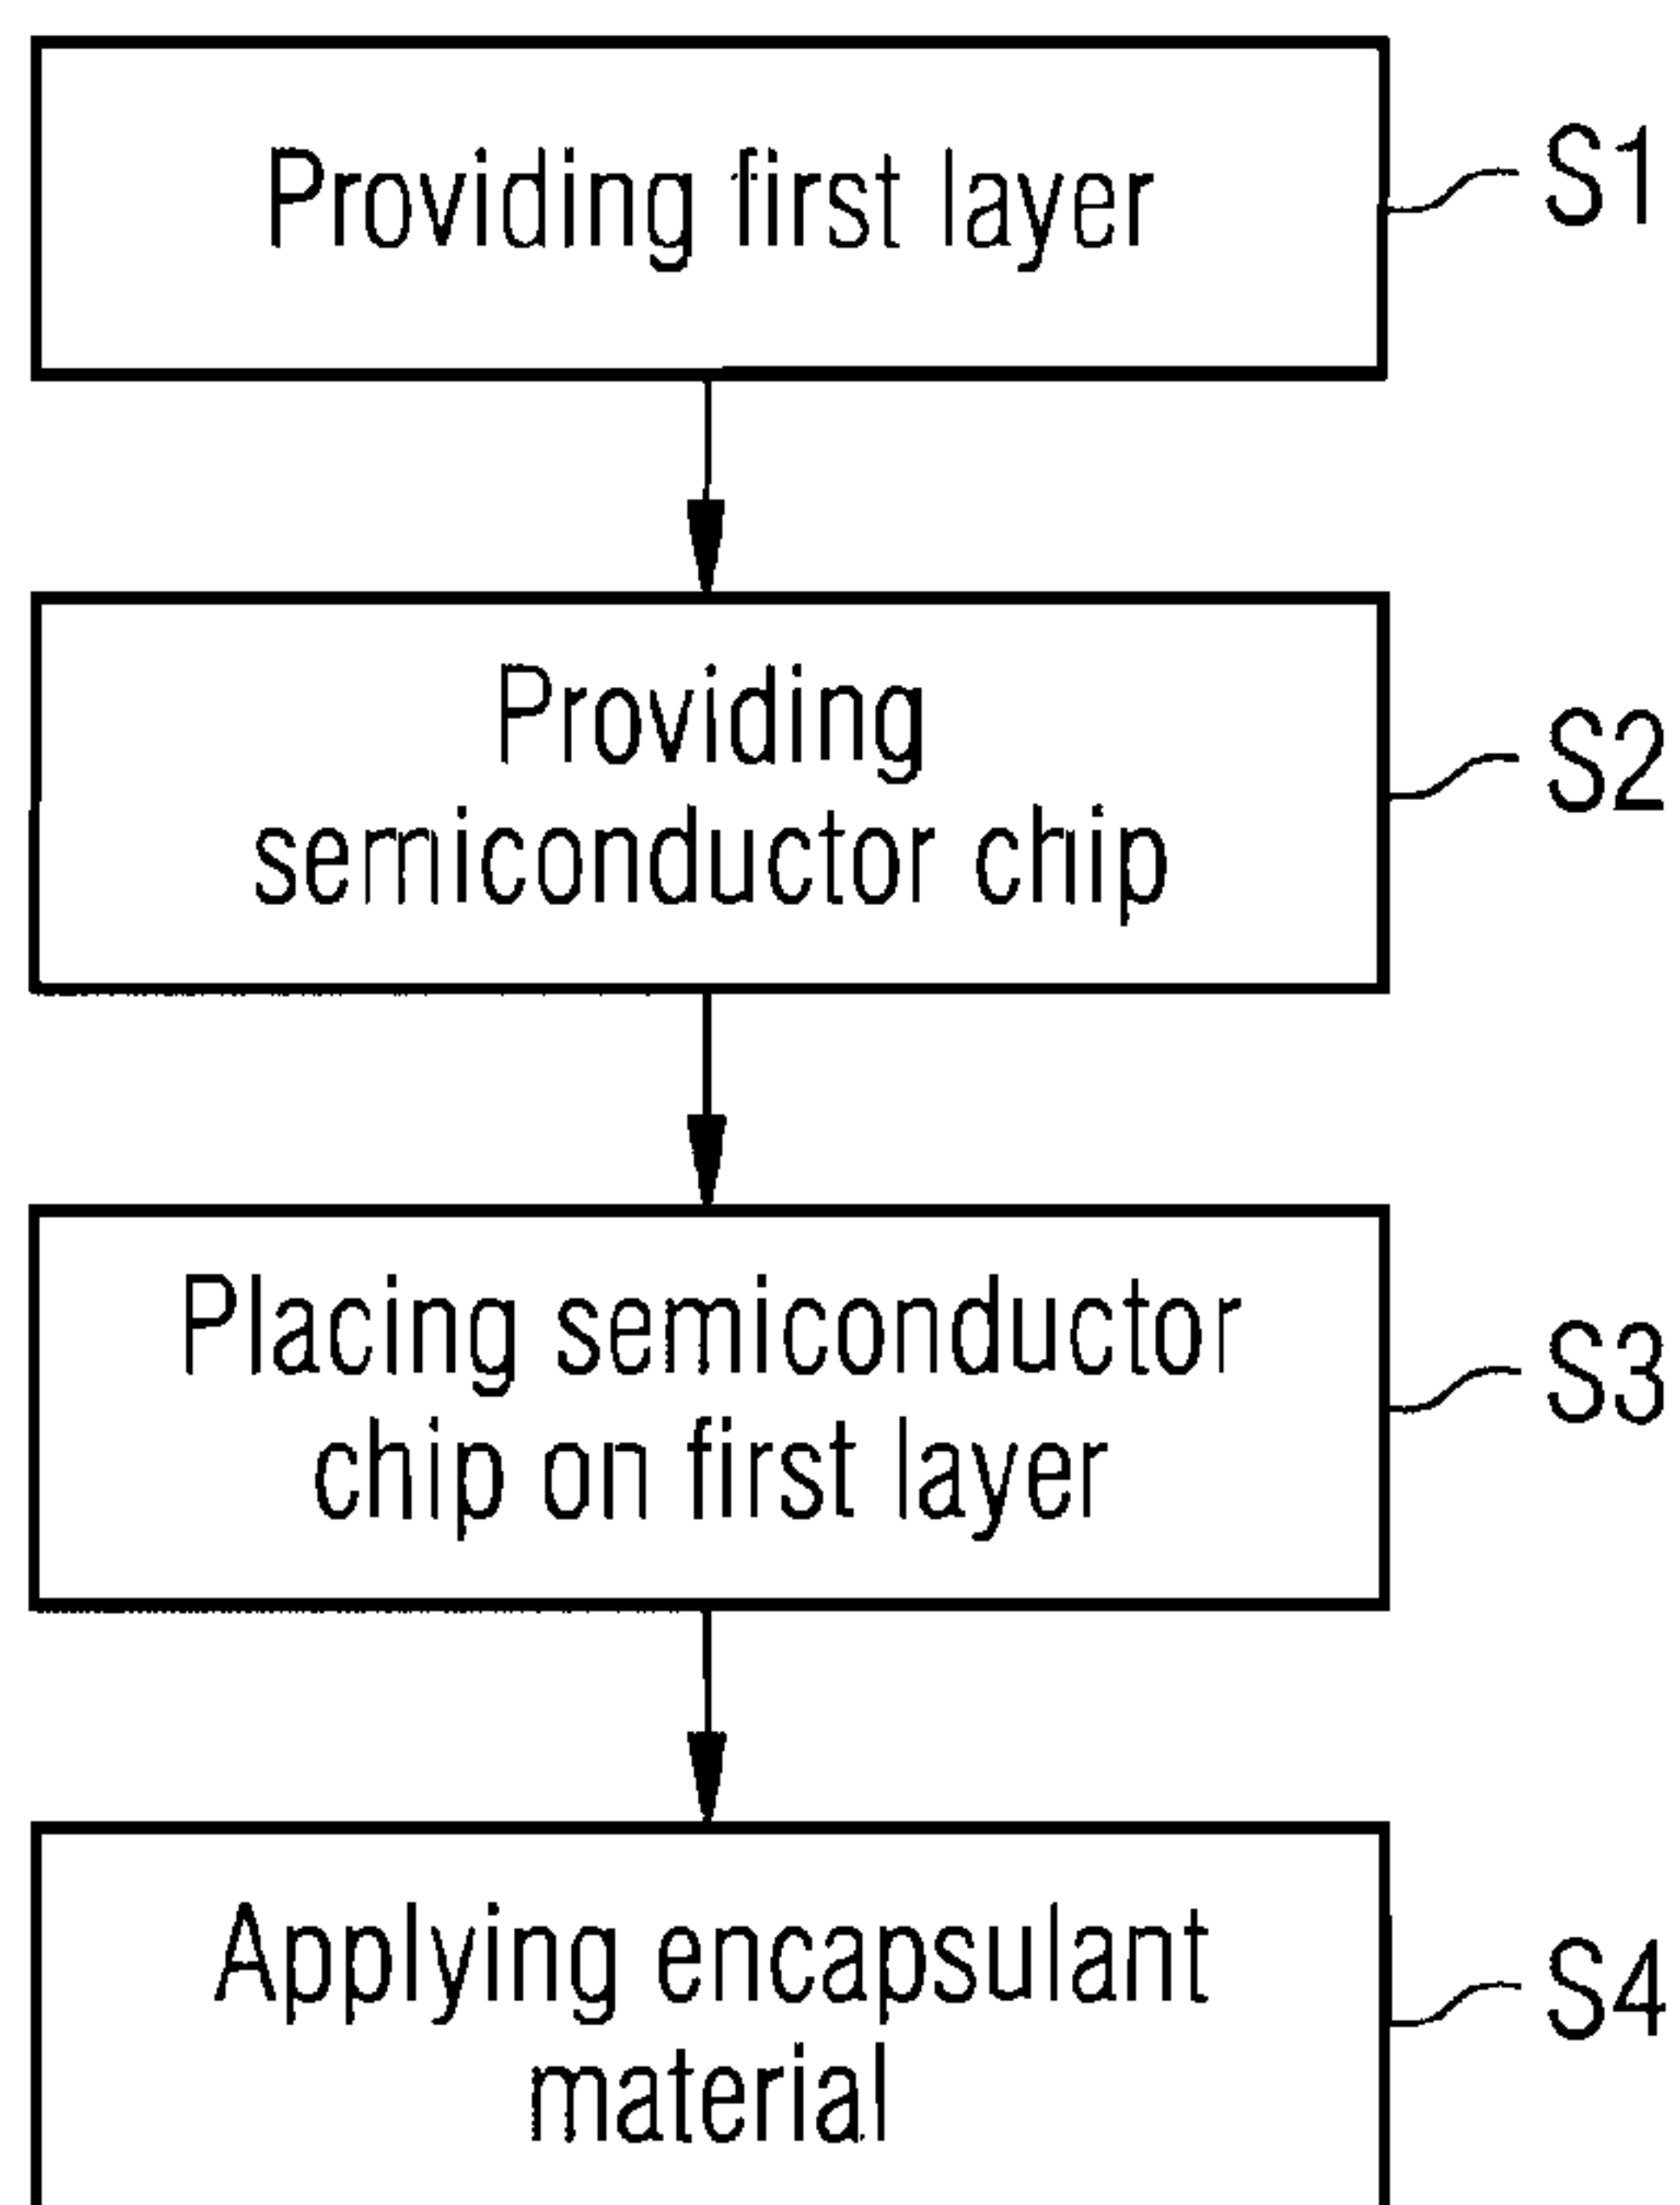 Providing first layer
S1
Providing
semiconductor chip
S2
Placing semiconductor
chip on first layer
S3
Applying encapsulant
material
S4